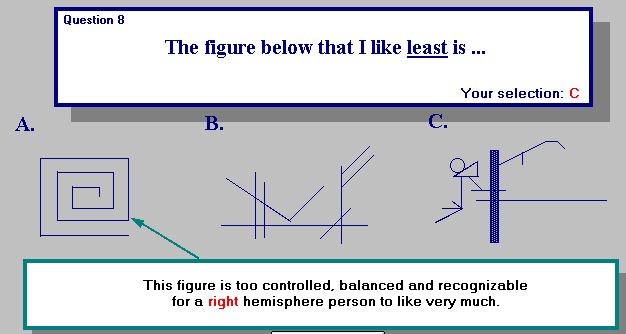 Question 8
The figure below that I like least is ...
Your selection: C
A.
B.
C.
This figure is too controlled, balanced and recognizable
for a right hemisphere person to like very much.